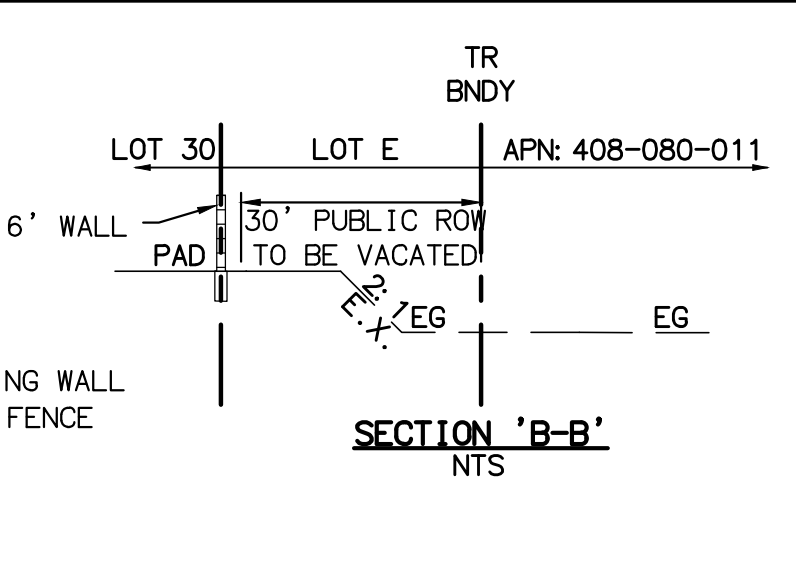 TR
BNDY
LOT 30
LOT E
APN: 408-080-011
6' WALL
30' PUBLIC ROW
PAD
TO BE VACATED
2:1
E.X.
EG
EG
NG WALL
FENCE
SECTION 'B-B'
NTS